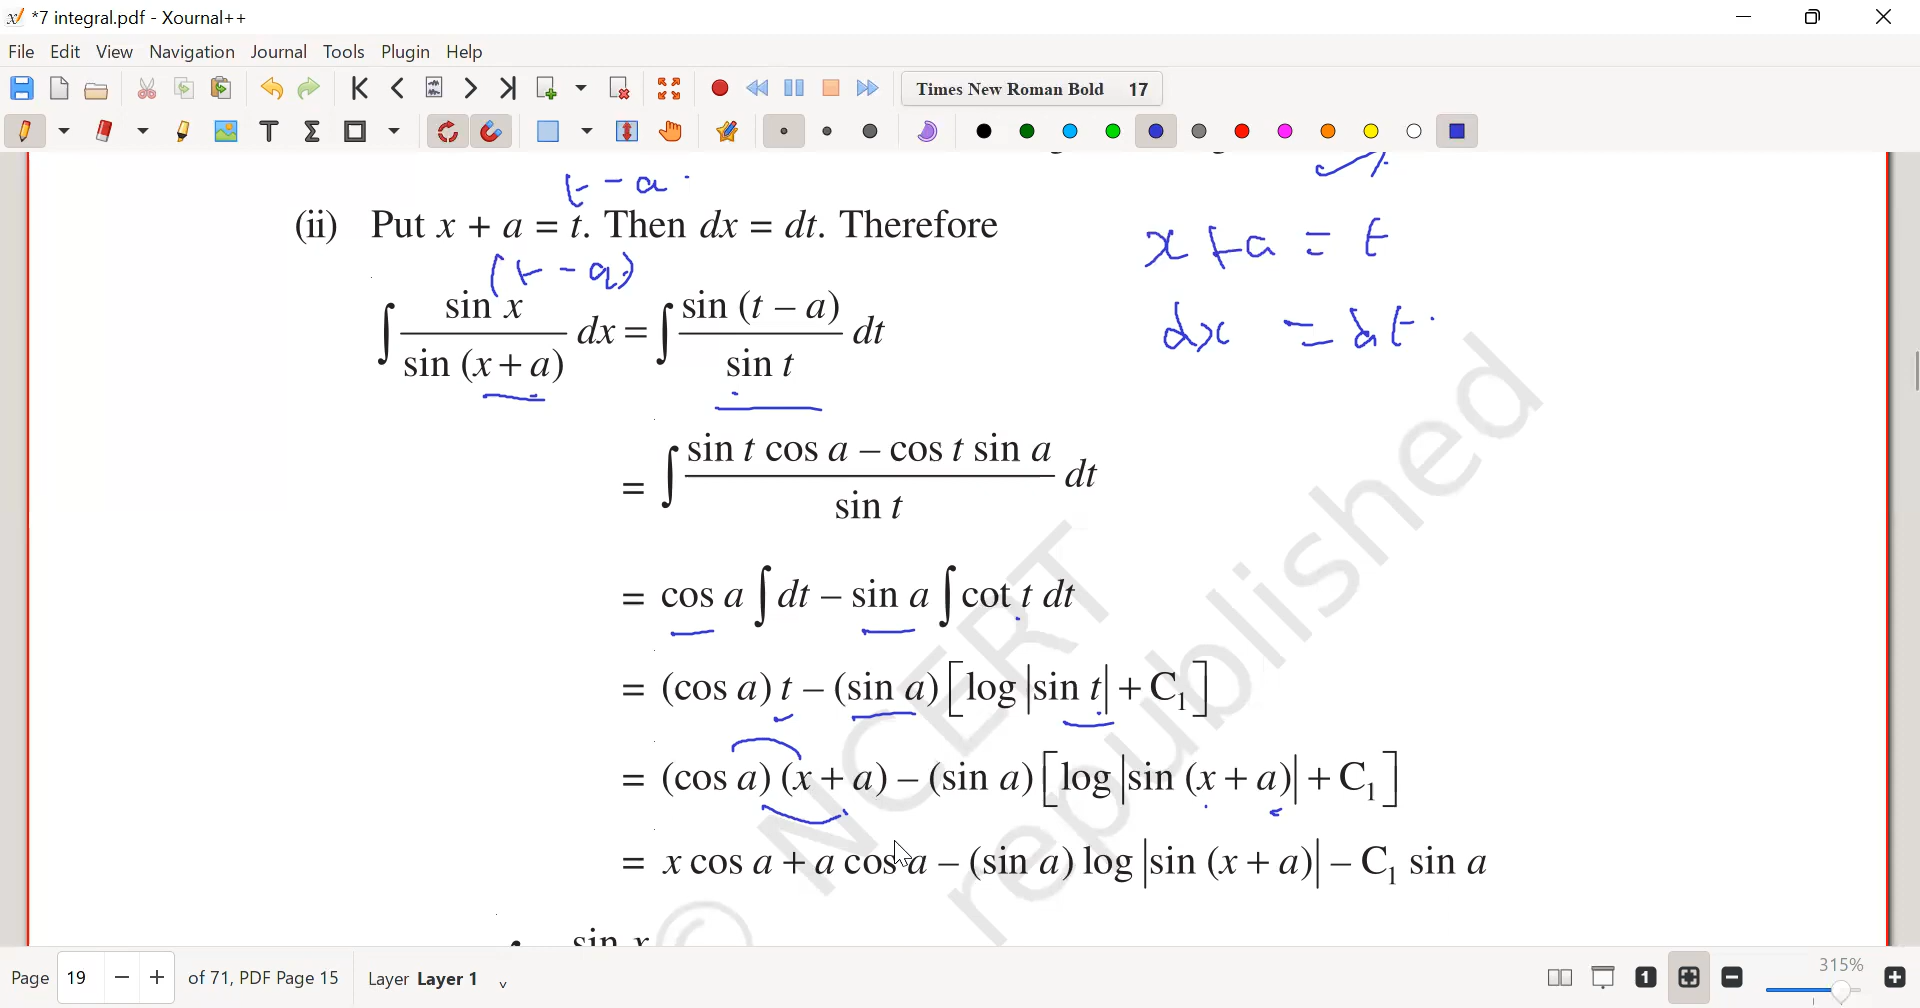 *7 integral.pdf - Xournal++
File Edit View Navigation Journal Tools Plugin Help
Times New Roman Bold 17
t - a
(ii) Put x + a = t. Then dx = dt. Therefore
x + a = t
(t - a)
∫ sin x / sin (x + a) dx = ∫ sin (t – a) / sin t dt
dx = dt
= ∫ sin t cos a – cos t sin a / sin t dt
= cos a ∫ dt – sin a ∫ cot t dt
= (cos a) t – (sin a) [log |sin t| + C₁]
= (cos a) (x + a) – (sin a) [log |sin (x + a)| + C₁]
= x cos a + a cos a – (sin a) log |sin (x + a)| – C₁ sin a
sin x
© NCERT
republished
Page 19 of 71, PDF Page 15 Layer Layer 1 315%